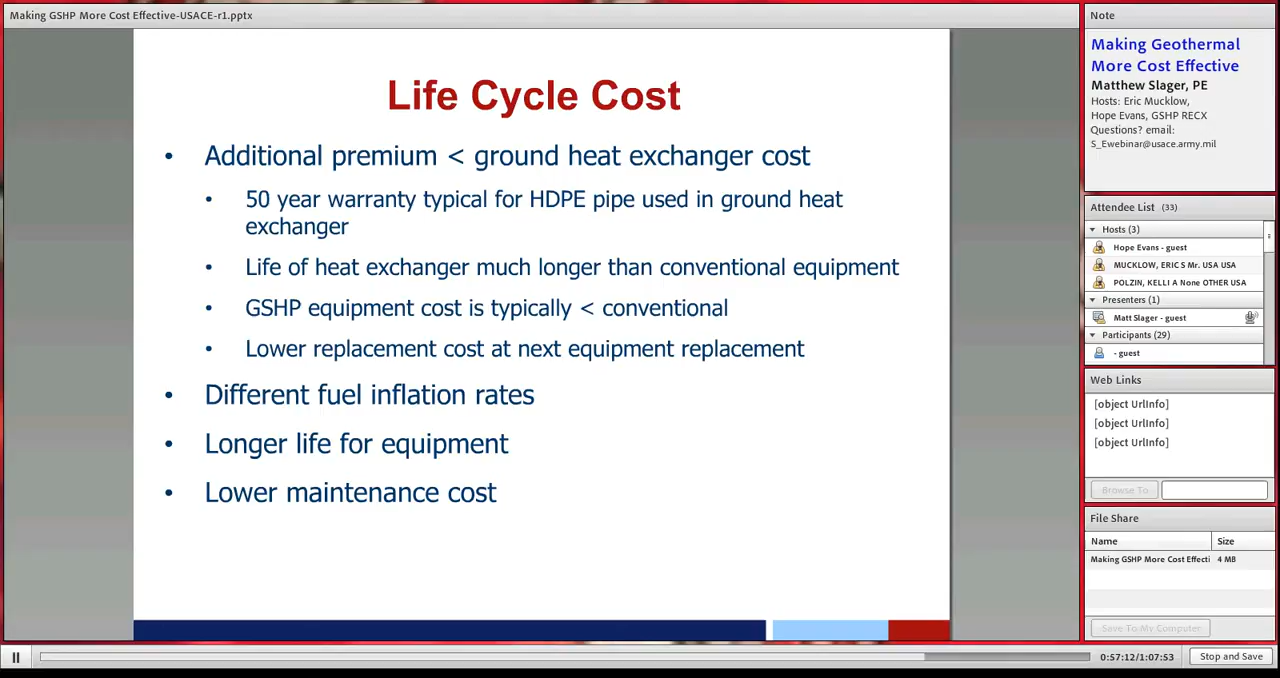 Making GSHP More Cost Effective-USACE-r1.pptx
Life Cycle Cost
• Additional premium < ground heat exchanger cost
• 50 year warranty typical for HDPE pipe used in ground heat
exchanger
• Life of heat exchanger much longer than conventional equipment
• GSHP equipment cost is typically < conventional
• Lower replacement cost at next equipment replacement
• Different fuel inflation rates
• Longer life for equipment
• Lower maintenance cost
Note
Making Geothermal
More Cost Effective
Matthew Slager, PE
Hosts: Eric Mucklow,
Hope Evans, GSHP RECX
Questions? email:
S_Ewebinar@usace.army.mil
Attendee List (33)
Hosts (3)
Hope Evans - guest
MUCKLOW, ERIC S Mr. USA USA
POLZIN, KELLI A None OTHER USA
Presenters (1)
Matt Slager - guest
Participants (29)
- guest
Web Links
[object UrlInfo]
[object UrlInfo]
[object UrlInfo]
Browse To
File Share
Name Size
Making GSHP More Cost Effecti 4 MB
Save To My Computer
0:57:12/1:07:53 Stop and Save